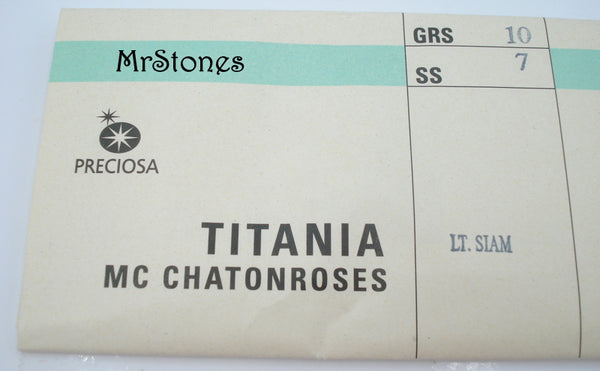 MrStones
PRECIOSA
TITANIA
MC CHATONROSES
GRS 10
SS 7
LT. SIAM